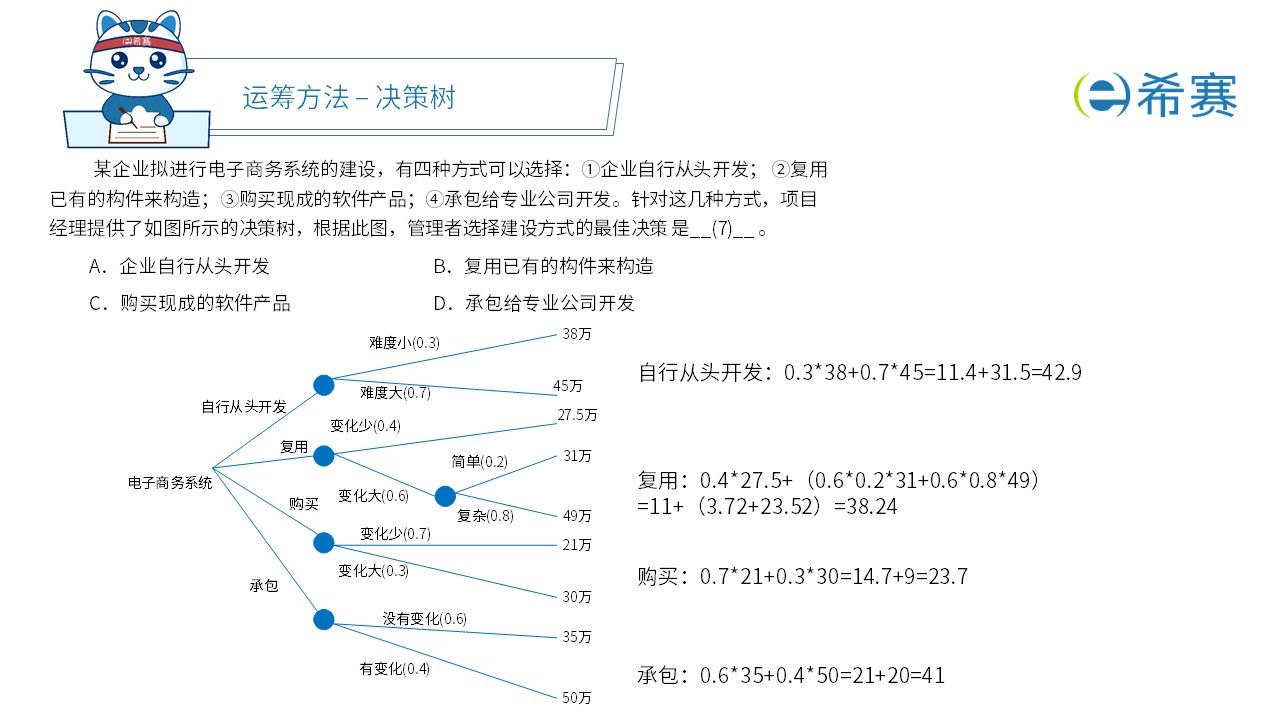 希赛
运筹方法 – 决策树
希赛
某企业拟进行电子商务系统的建设，有四种方式可以选择：①企业自行从头开发； ②复用
已有的构件来构造；③购买现成的软件产品；④承包给专业公司开发。针对这几种方式，项目
经理提供了如图所示的决策树，根据此图，管理者选择建设方式的最佳决策 是__(7)__ 。
A．企业自行从头开发 B．复用已有的构件来构造
C．购买现成的软件产品 D．承包给专业公司开发
难度小(0.3) 38万
自行从头开发：0.3*38+0.7*45=11.4+31.5=42.9
难度大(0.7) 45万
自行从头开发
变化少(0.4) 27.5万
复用
简单(0.2) 31万
电子商务系统
复用：0.4*27.5+（0.6*0.2*31+0.6*0.8*49）
=11+（3.72+23.52）=38.24
变化大(0.6)
购买
复杂(0.8) 49万
变化少(0.7) 21万
变化大(0.3) 30万
购买：0.7*21+0.3*30=14.7+9=23.7
承包
没有变化(0.6) 35万
有变化(0.4) 50万
承包：0.6*35+0.4*50=21+20=41